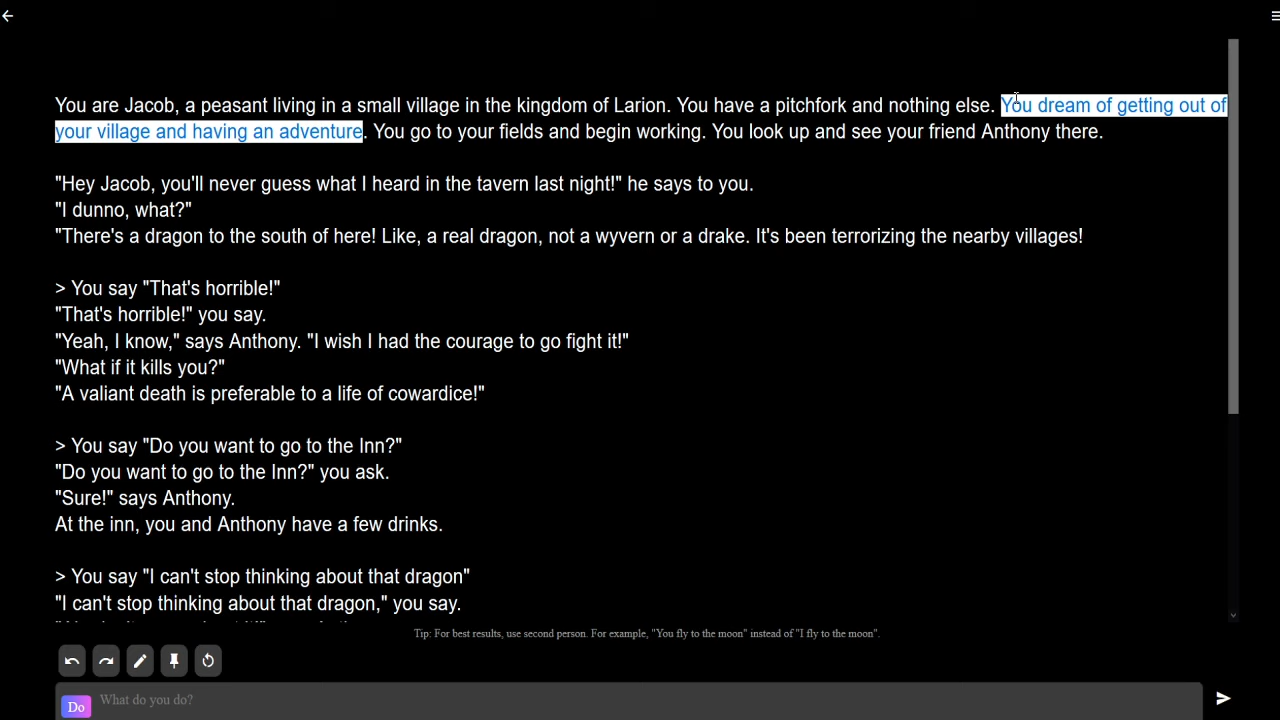 You are Jacob, a peasant living in a small village in the kingdom of Larion. You have a pitchfork and nothing else. You dream of getting out of
your village and having an adventure. You go to your fields and begin working. You look up and see your friend Anthony there.
"Hey Jacob, you'll never guess what I heard in the tavern last night!" he says to you.
"I dunno, what?"
"There's a dragon to the south of here! Like, a real dragon, not a wyvern or a drake. It's been terrorizing the nearby villages!
> You say "That's horrible!"
"That's horrible!" you say.
"Yeah, I know," says Anthony. "I wish I had the courage to go fight it!"
"What if it kills you?"
"A valiant death is preferable to a life of cowardice!"
> You say "Do you want to go to the Inn?"
"Do you want to go to the Inn?" you ask.
"Sure!" says Anthony.
At the inn, you and Anthony have a few drinks.
> You say "I can't stop thinking about that dragon"
"I can't stop thinking about that dragon," you say.
Tip: For best results, use second person. For example, "You fly to the moon" instead of "I fly to the moon".
Do What do you do?